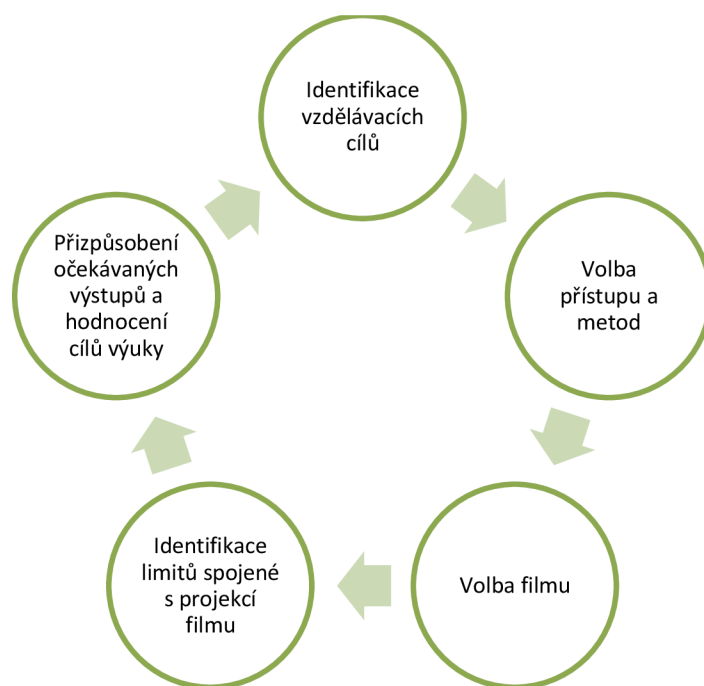 Identifikace
vzdělávacích
cílů
Volba
přístupu a
metod
Volba filmu
Identifikace
limitů spojené
s projekcí
filmu
Přizpůsobení
očekávaných
výstupů a
hodnocení
cílů výuky